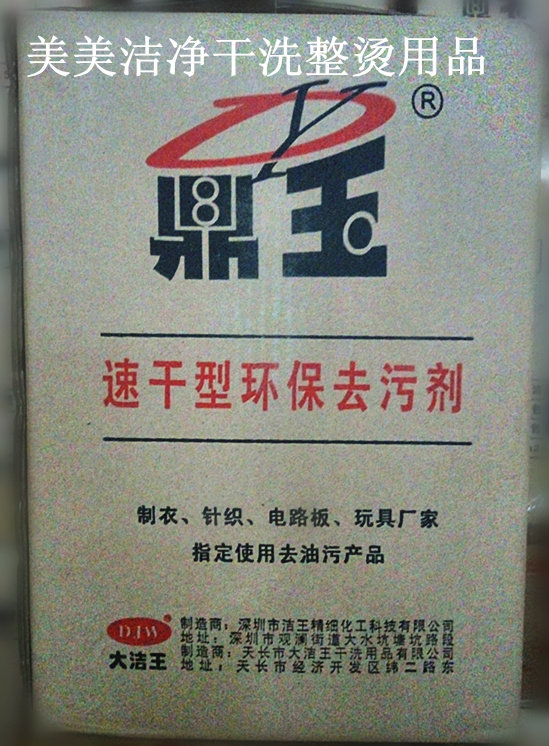 美美洁净干洗整烫用品
®
鼎玉
速干型环保去污剂
制衣、针织、电路板、玩具厂家
指定使用去油污产品
DJW
大洁王
制造商：深圳市洁王精细化工科技有限公司
地址：深圳市观澜街道大水坑塘坑路段
制造商：天长市大洁王干洗用品有限公司
地址：天长市经济开发区纬二路东